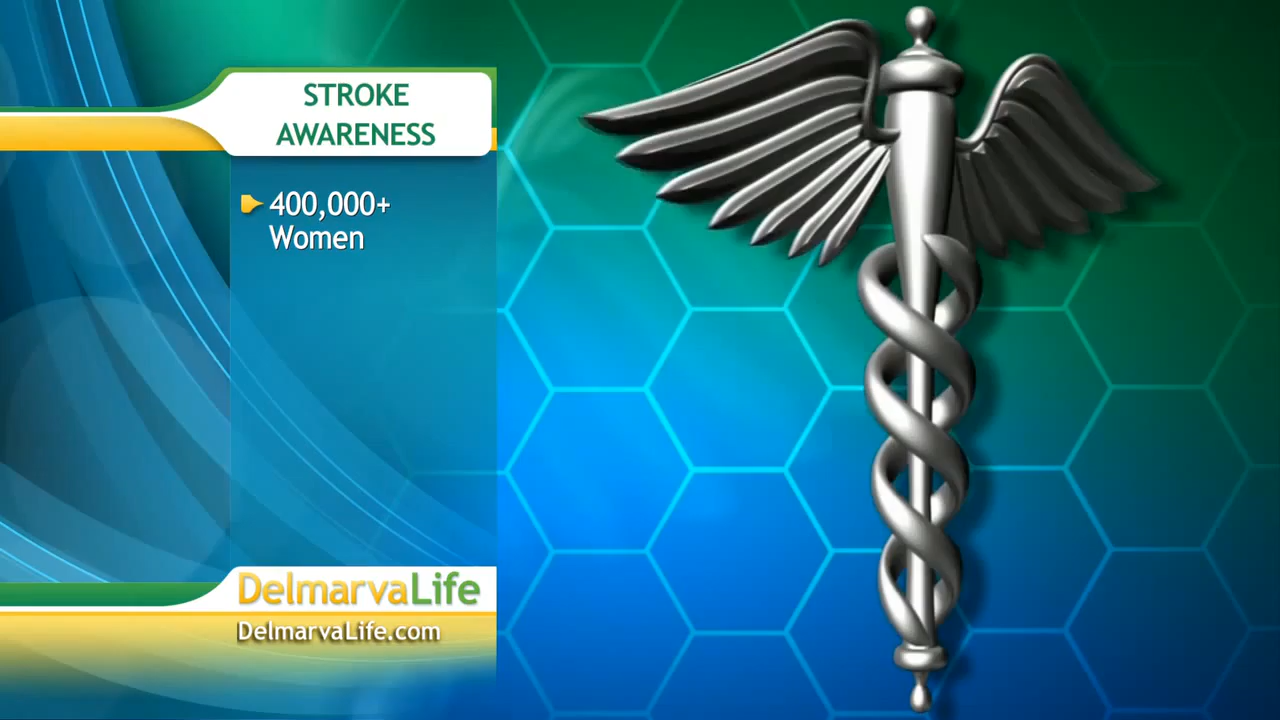 STROKE
AWARENESS
400,000+
Women
DelmarvaLife
DelmarvaLife.com